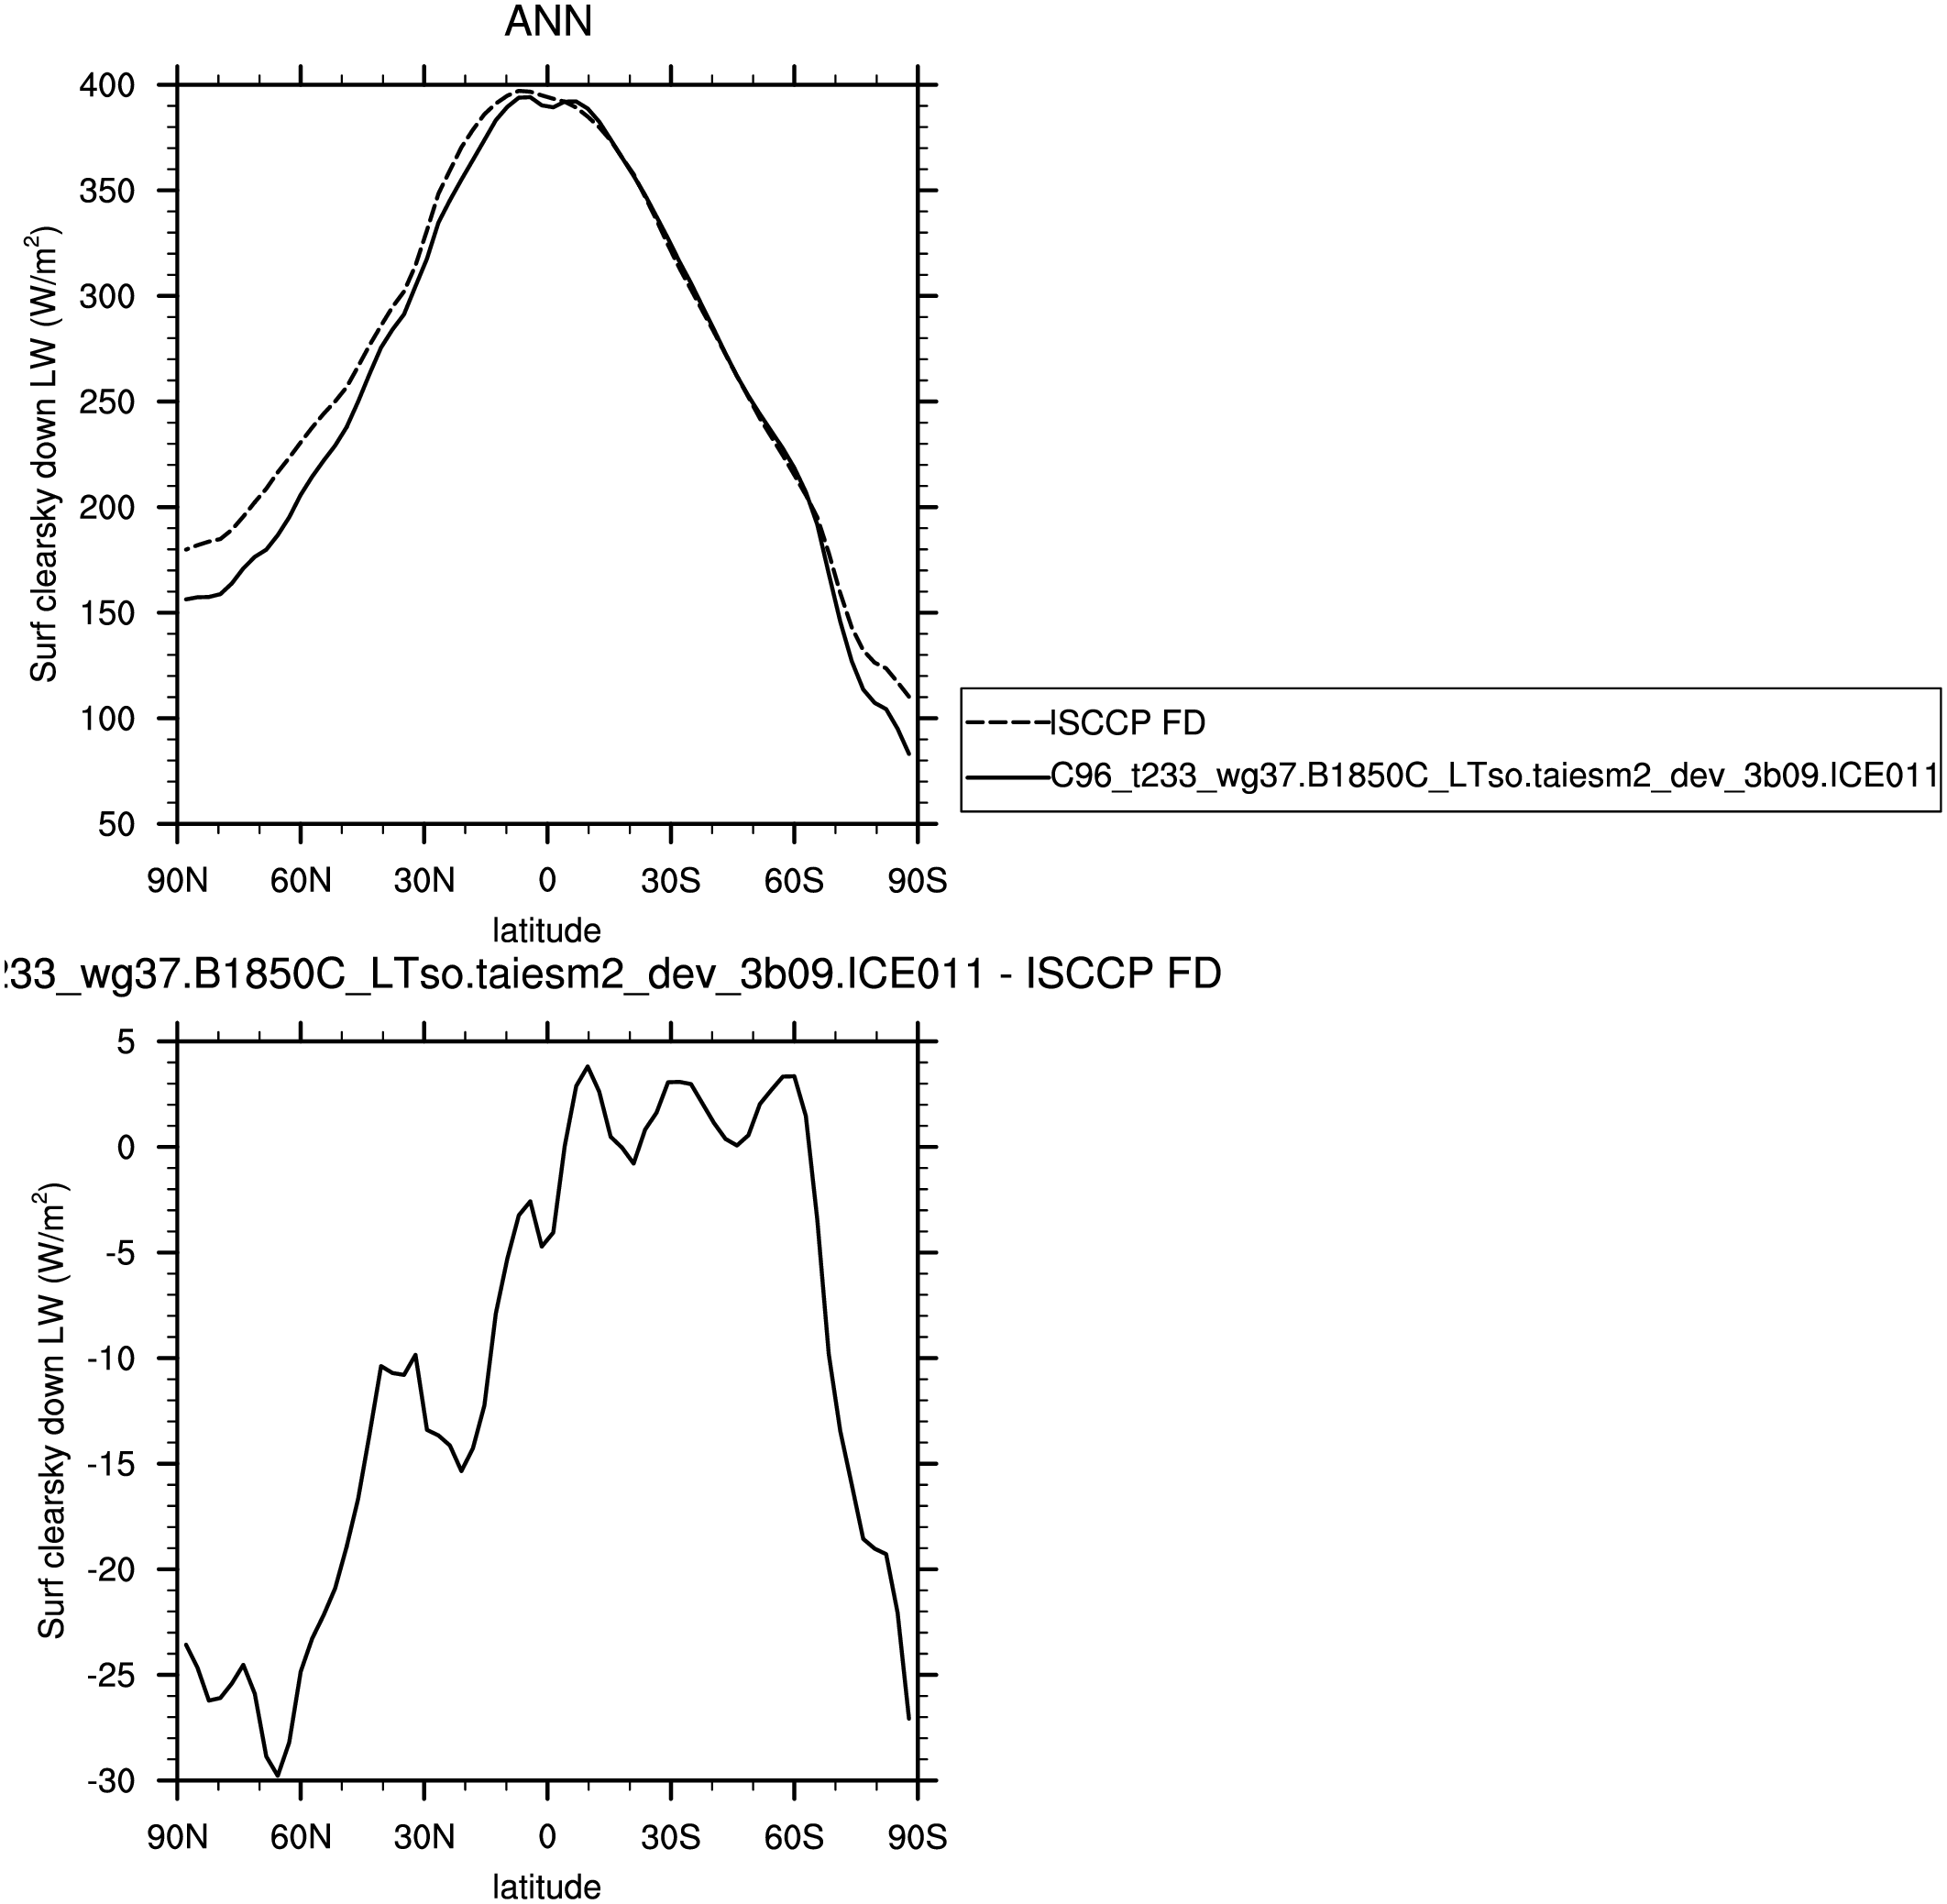 ANN
400
350
300
250
200
150
100
50
Surf clearsky down LW (W/m²)
90N 60N 30N 0 30S 60S 90S
latitude
ISCCP FD
C96_t233_wg37.B1850C_LTso.taiesm2_dev_3b09.ICE011
33_wg37.B1850C_LTso.taiesm2_dev_3b09.ICE011 - ISCCP FD
5
0
-5
-10
-15
-20
-25
-30
Surf clearsky down LW (W/m²)
90N 60N 30N 0 30S 60S 90S
latitude